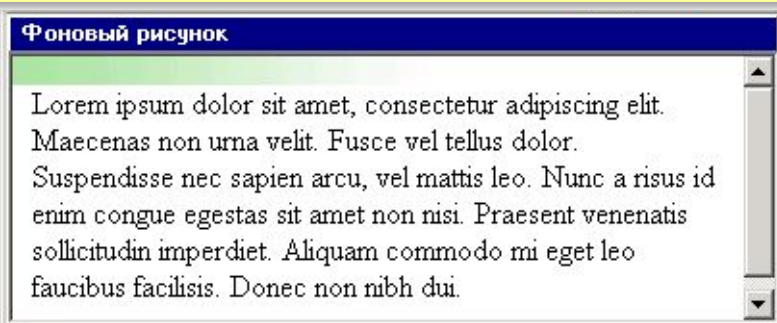 Фоновый рисунок
Lorem ipsum dolor sit amet, consectetur adipiscing elit.
Maecenas non urna velit. Fusce vel tellus dolor.
Suspendisse nec sapien arcu, vel mattis leo. Nunc a risus id
enim congue egestas sit amet non nisi. Praesent venenatis
sollicitudin imperdiet. Aliquam commodo mi eget leo
faucibus facilisis. Donec non nibh dui.